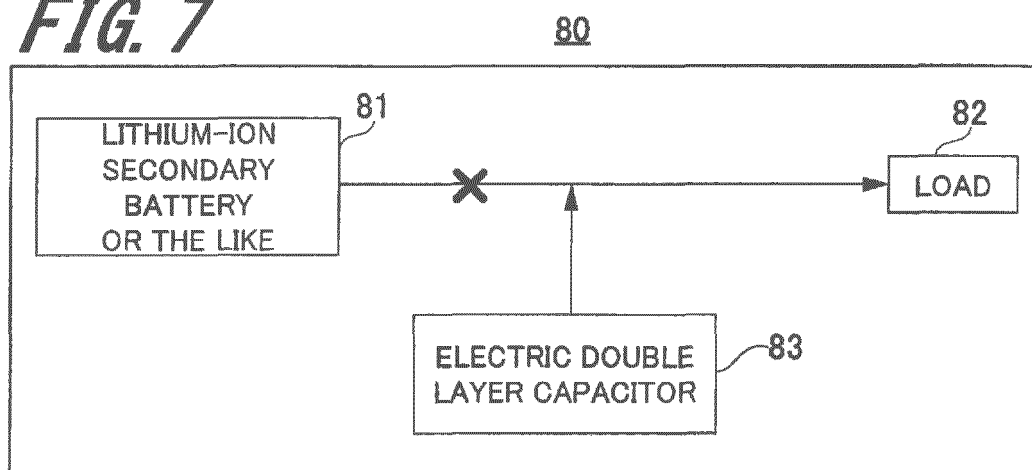 FIG. 7
80
81
LITHIUM-ION
SECONDARY
BATTERY
OR THE LIKE
82
LOAD
ELECTRIC DOUBLE
LAYER CAPACITOR
83